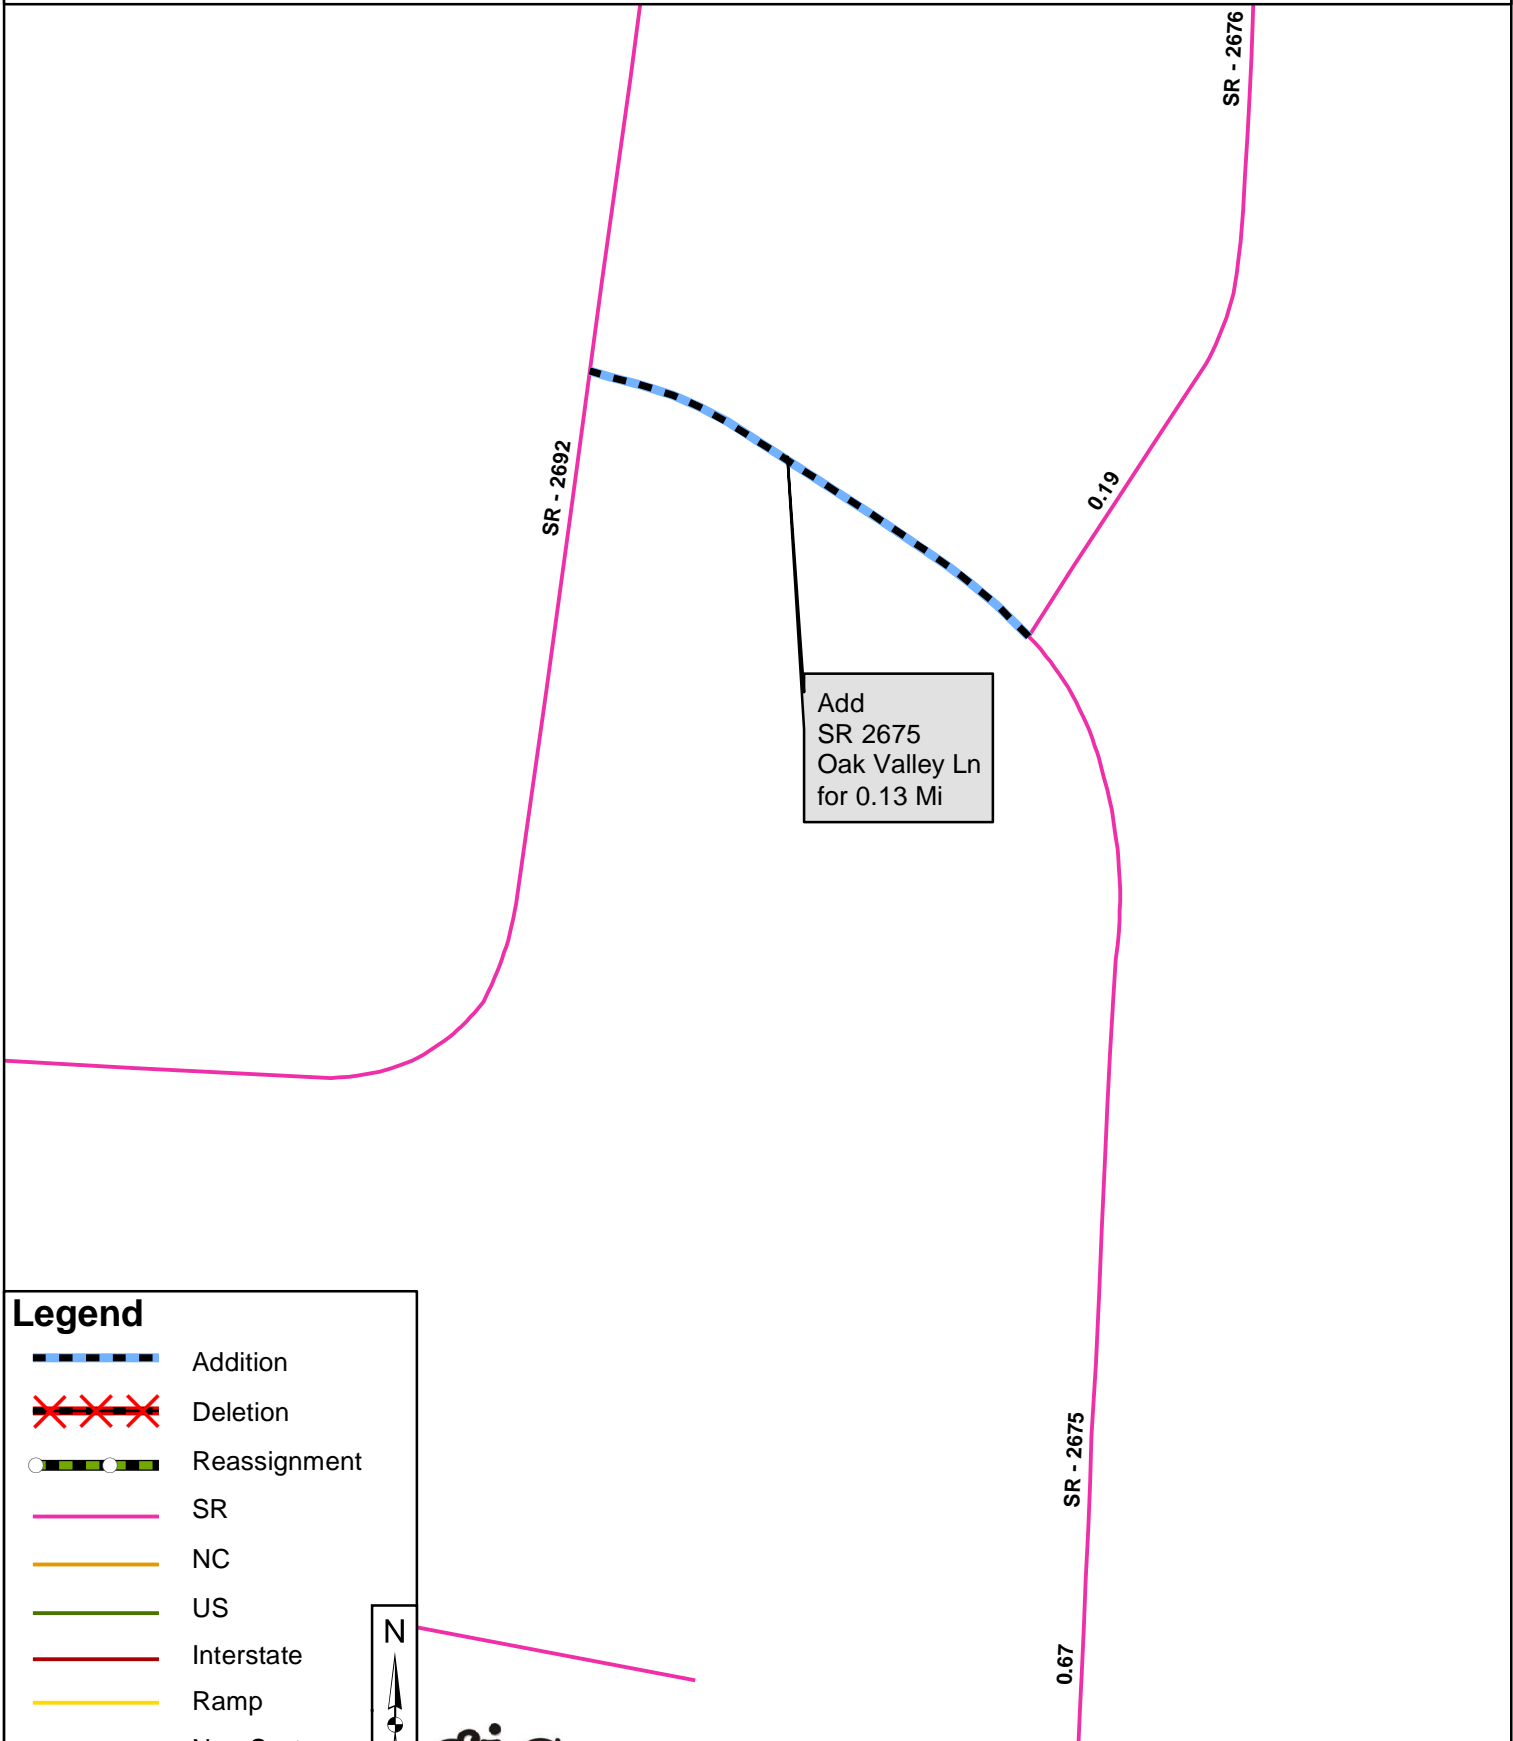 SR - 2676
SR - 2692
0.19
Add
SR 2675
Oak Valley Ln
for 0.13 Mi
SR - 2675
0.67
Legend
Addition
Deletion
Reassignment
SR
NC
US
Interstate
Ramp
N